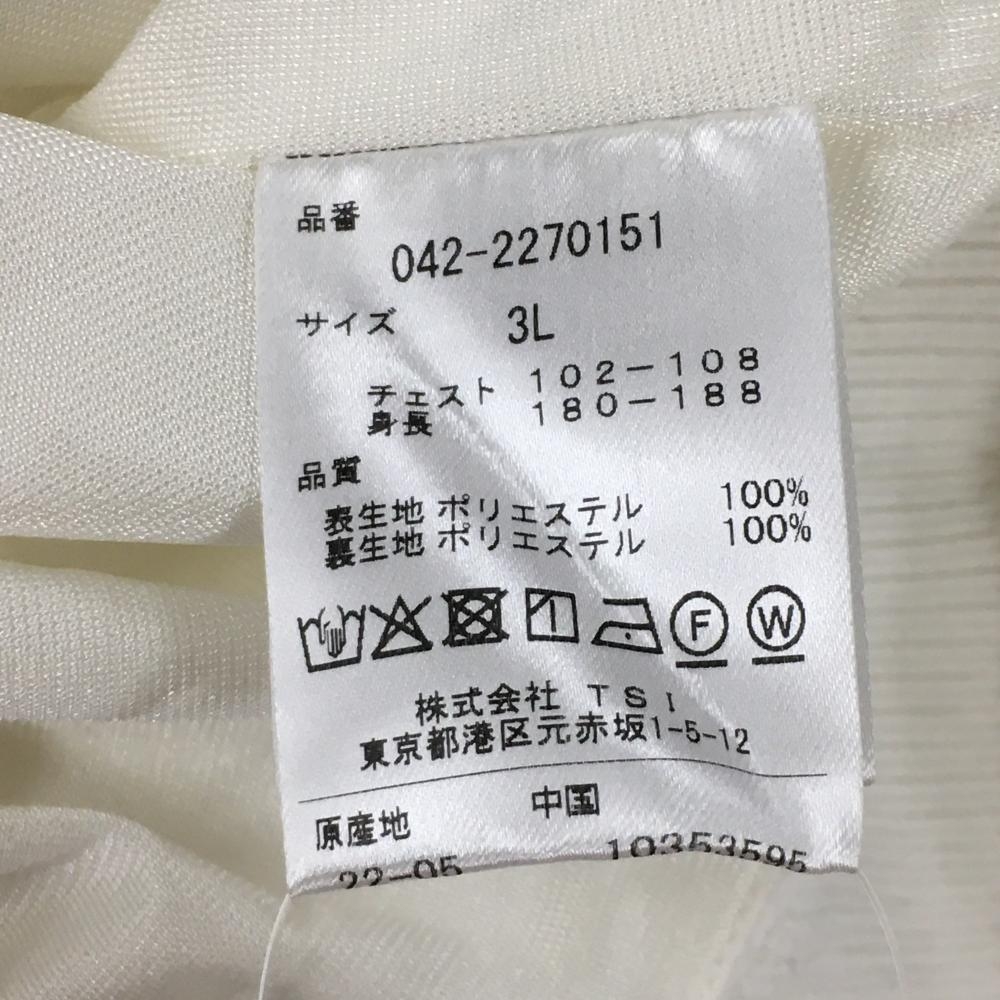 品番
042-2270151
サイズ 3L
チェスト 102-108
身長 180-188
品質
表生地 ポリエステル 100%
裏生地 ポリエステル 100%
F W
株式会社 TSI
東京都港区元赤坂1-5-12
原産地 中国
22-05 10353595